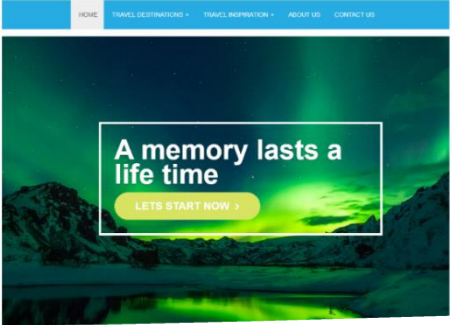 HOME TRAVEL DESTINATIONS TRAVEL INSPIRATION ABOUT US CONTACT US
A memory lasts a
life time
LETS START NOW >